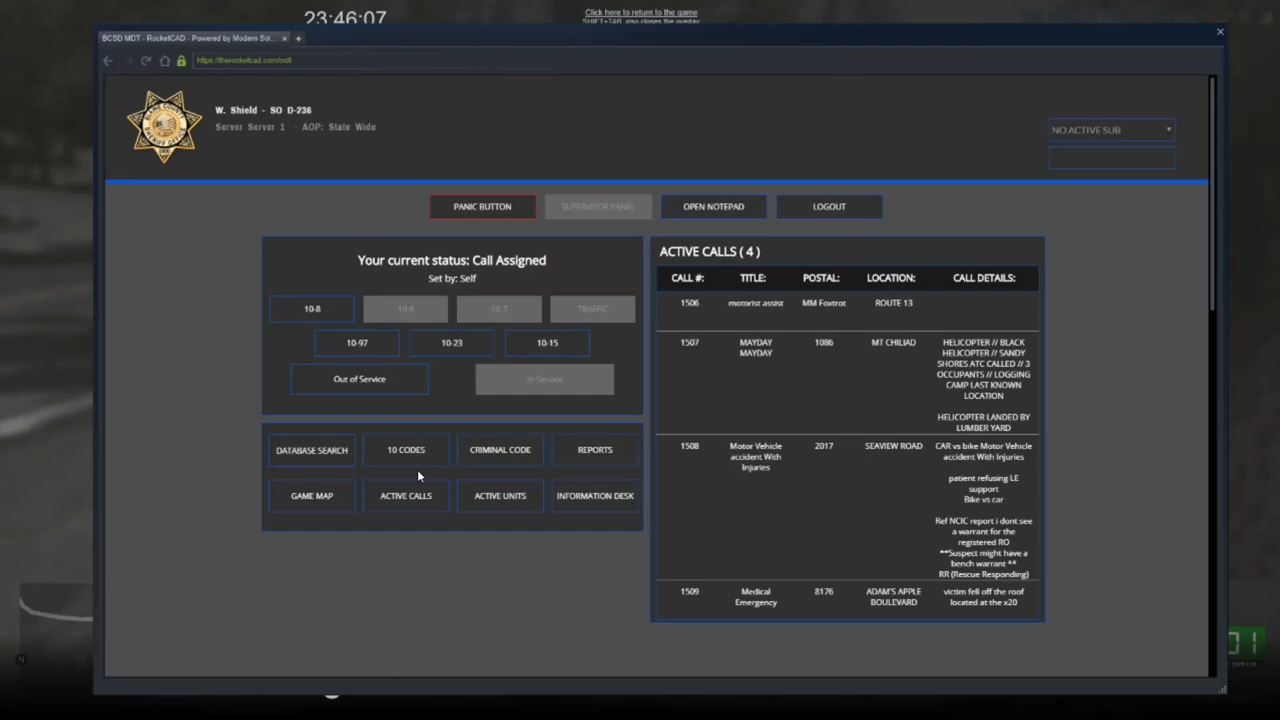 23:46:07
Click here to return to the game
SHIFT+TAB also closes the overlay
BCSD MDT - RocketCAD - Powered by Modern Sol...
https://therocketcad.com/mdt
W. Shield - SO D-236
Server Server 1 - AOP: State Wide
NO ACTIVE SUB
PANIC BUTTON
SUPERVISOR PANEL
OPEN NOTEPAD
LOGOUT
Your current status: Call Assigned
Set by: Self
10-8
10-6
10-7
TRAFFIC
10-97
10-23
10-15
Out of Service
In Service
DATABASE SEARCH
10 CODES
CRIMINAL CODE
REPORTS
GAME MAP
ACTIVE CALLS
ACTIVE UNITS
INFORMATION DESK
ACTIVE CALLS ( 4 )
CALL #: TITLE: POSTAL: LOCATION: CALL DETAILS:
1506 motorist assist MM Foxtrot ROUTE 13
1507 MAYDAY 1086 MT CHILIAD HELICOPTER // BLACK
MAYDAY HELICOPTER // SANDY
SHORES ATC CALLED // 3
OCCUPANTS // LOGGING
CAMP LAST KNOWN
LOCATION
HELICOPTER LANDED BY
LUMBER YARD
1508 Motor Vehicle 2017 SEAVIEW ROAD CAR vs bike Motor Vehicle
accident With accident With Injuries
Injuries
patient refusing LE
support
Bike vs car
Ref NCIC report i dont see
a warrant for the
registered RO
**Suspect might have a
bench warrant **
RR (Rescue Responding)
1509 Medical 8176 ADAM'S APPLE victim fell off the roof
Emergency BOULEVARD located at the x20
01